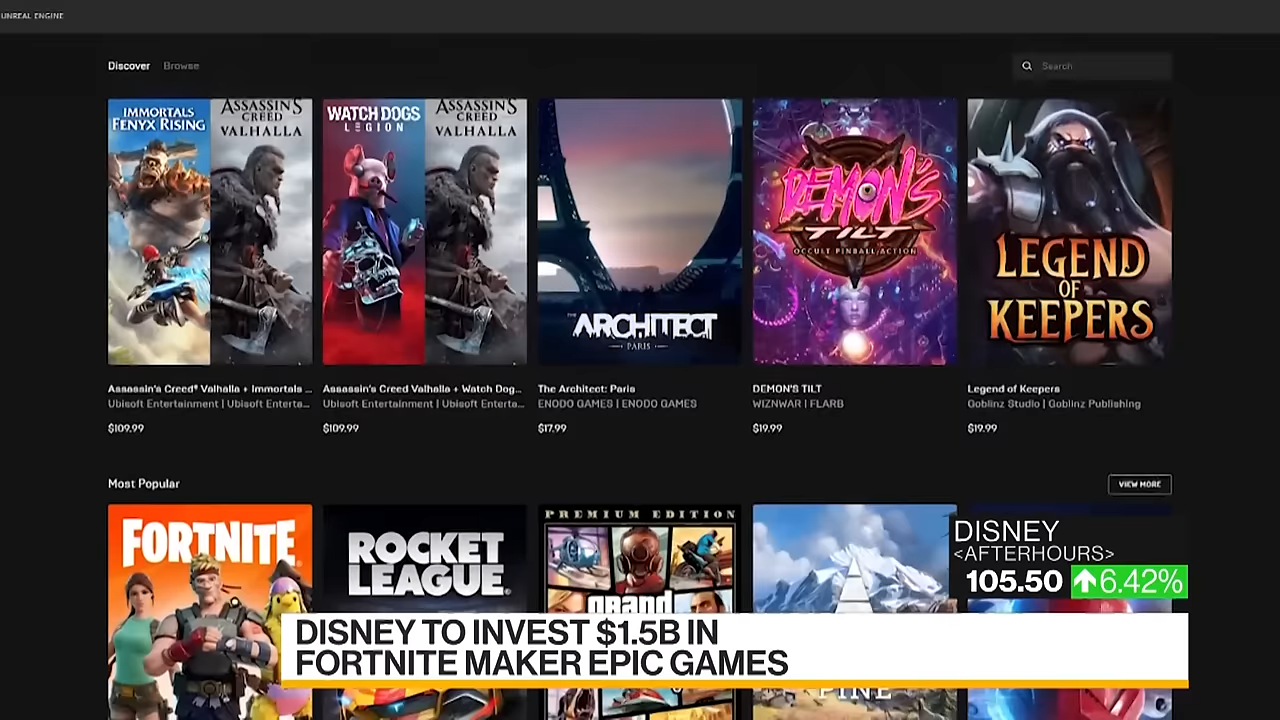 UNREAL ENGINE
Discover Browse
Search
IMMORTALS
FENYX RISING
ASSASSIN'S
CREED
VALHALLA
WATCH DOGS
LEGION
ASSASSIN'S
CREED
VALHALLA
THE ARCHITECT
PARIS
DEMON'S
TILT
OCCULT PINBALL ACTION
LEGEND
OF
KEEPERS
Assassin's Creed® Valhalla + Immortals ...
Ubisoft Entertainment | Ubisoft Enterta...
$109.99
Assassin's Creed Valhalla + Watch Dog...
Ubisoft Entertainment | Ubisoft Enterta...
$109.99
The Architect: Paris
ENODO GAMES | ENODO GAMES
$17.99
DEMON'S TILT
WIZNWAR | FLARB
$19.99
Legend of Keepers
Goblinz Studio | Goblinz Publishing
$19.99
Most Popular
VIEW MORE
FORTNITE
ROCKET
LEAGUE®
PREMIUM EDITION
grand
PINE
DISNEY
<AFTERHOURS>
105.50 6.42%
DISNEY TO INVEST $1.5B IN
FORTNITE MAKER EPIC GAMES